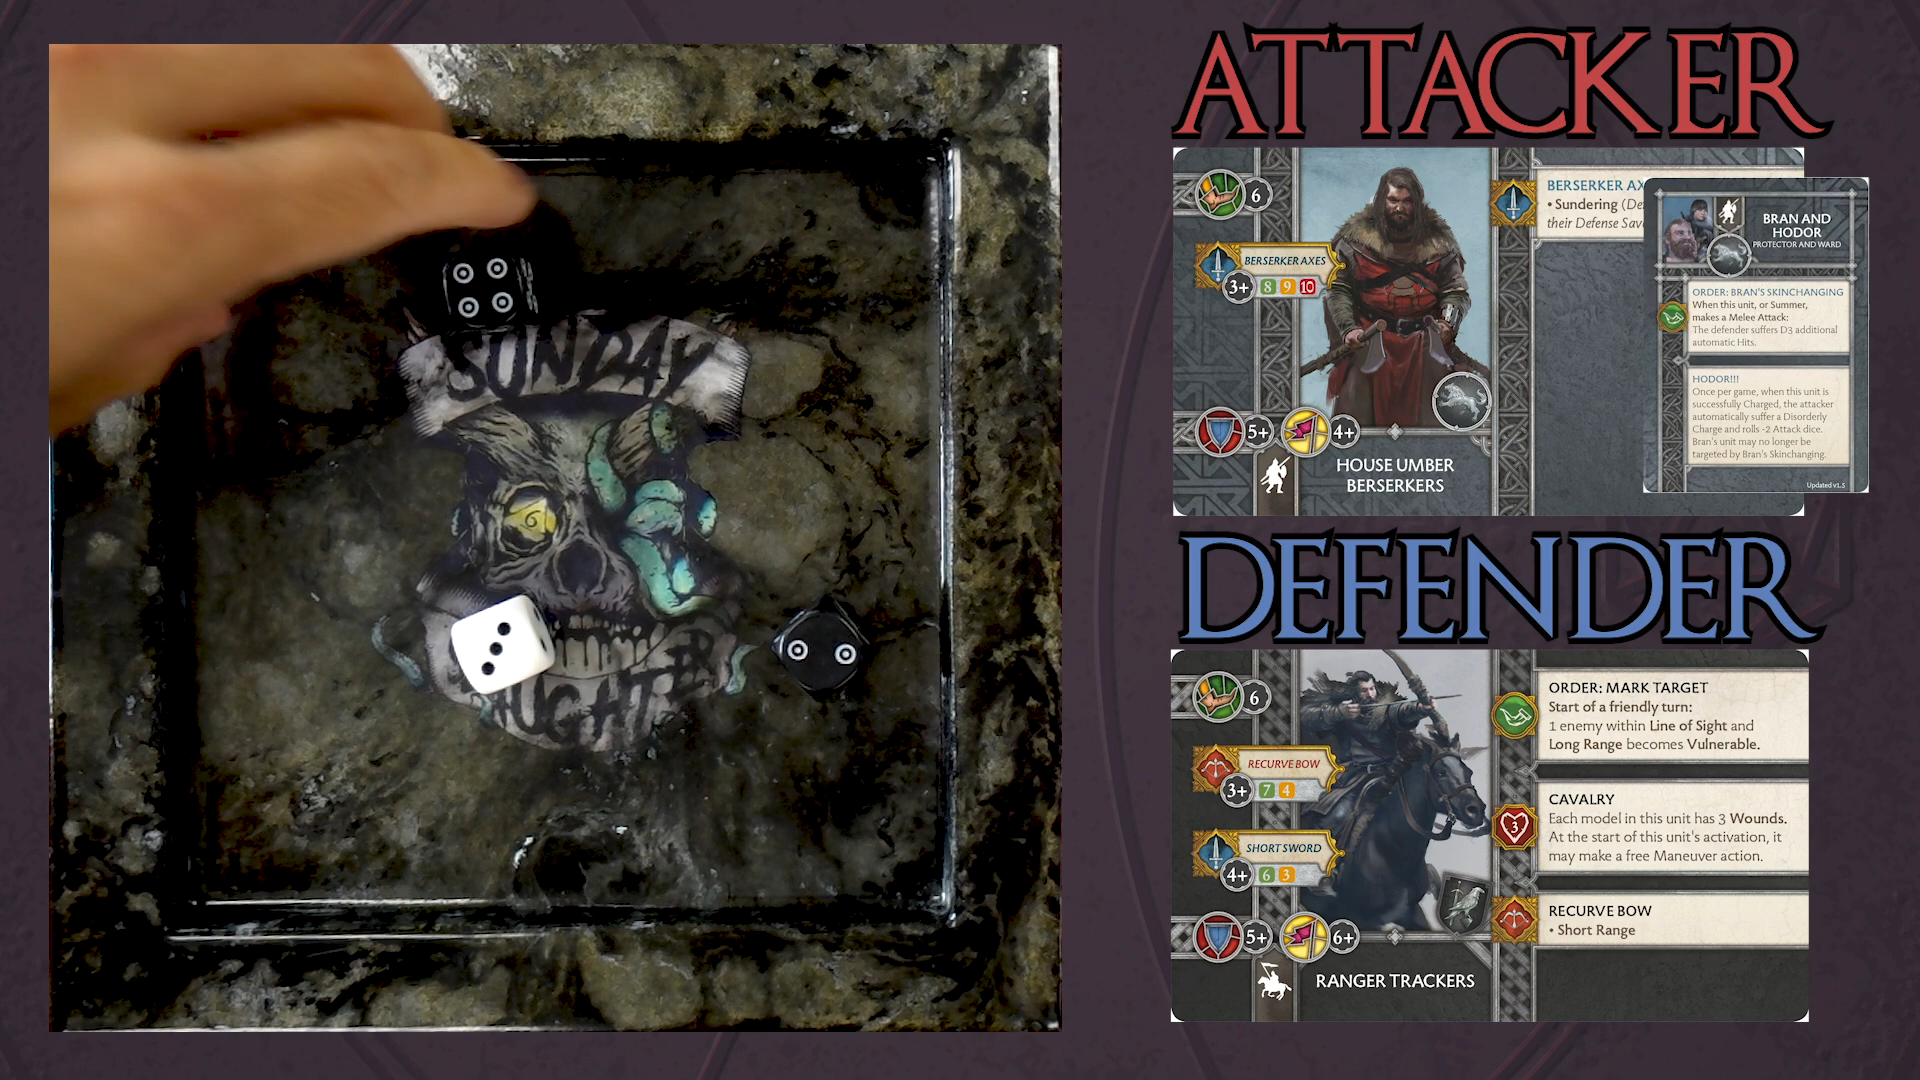 ATTACKER
6
BERSERKER AXES
3+ 8 9 10
5+ 4+
HOUSE UMBER
BERSERKERS
BERSERKER AX
• Sundering (De
their Defense Sav
BRAN AND
HODOR
PROTECTOR AND WARD
ORDER: BRAN'S SKINCHANGING
When this unit, or Summer,
makes a Melee Attack:
The defender suffers D3 additional
automatic Hits.
HODOR!!!
Once per game, when this unit is
successfully Charged, the attacker
automatically suffer a Disorderly
Charge and rolls -2 Attack dice.
Bran's unit may no longer be
targeted by Bran's Skinchanging.
Updated v1.5
SUNDAY
6
DEFENDER
6
RECURVE BOW
3+ 7 4
SHORT SWORD
4+ 6 3
5+ 6+
RANGER TRACKERS
ORDER: MARK TARGET
Start of a friendly turn:
1 enemy within Line of Sight and
Long Range becomes Vulnerable.
3
CAVALRY
Each model in this unit has 3 Wounds.
At the start of this unit's activation, it
may make a free Maneuver action.
RECURVE BOW
• Short Range